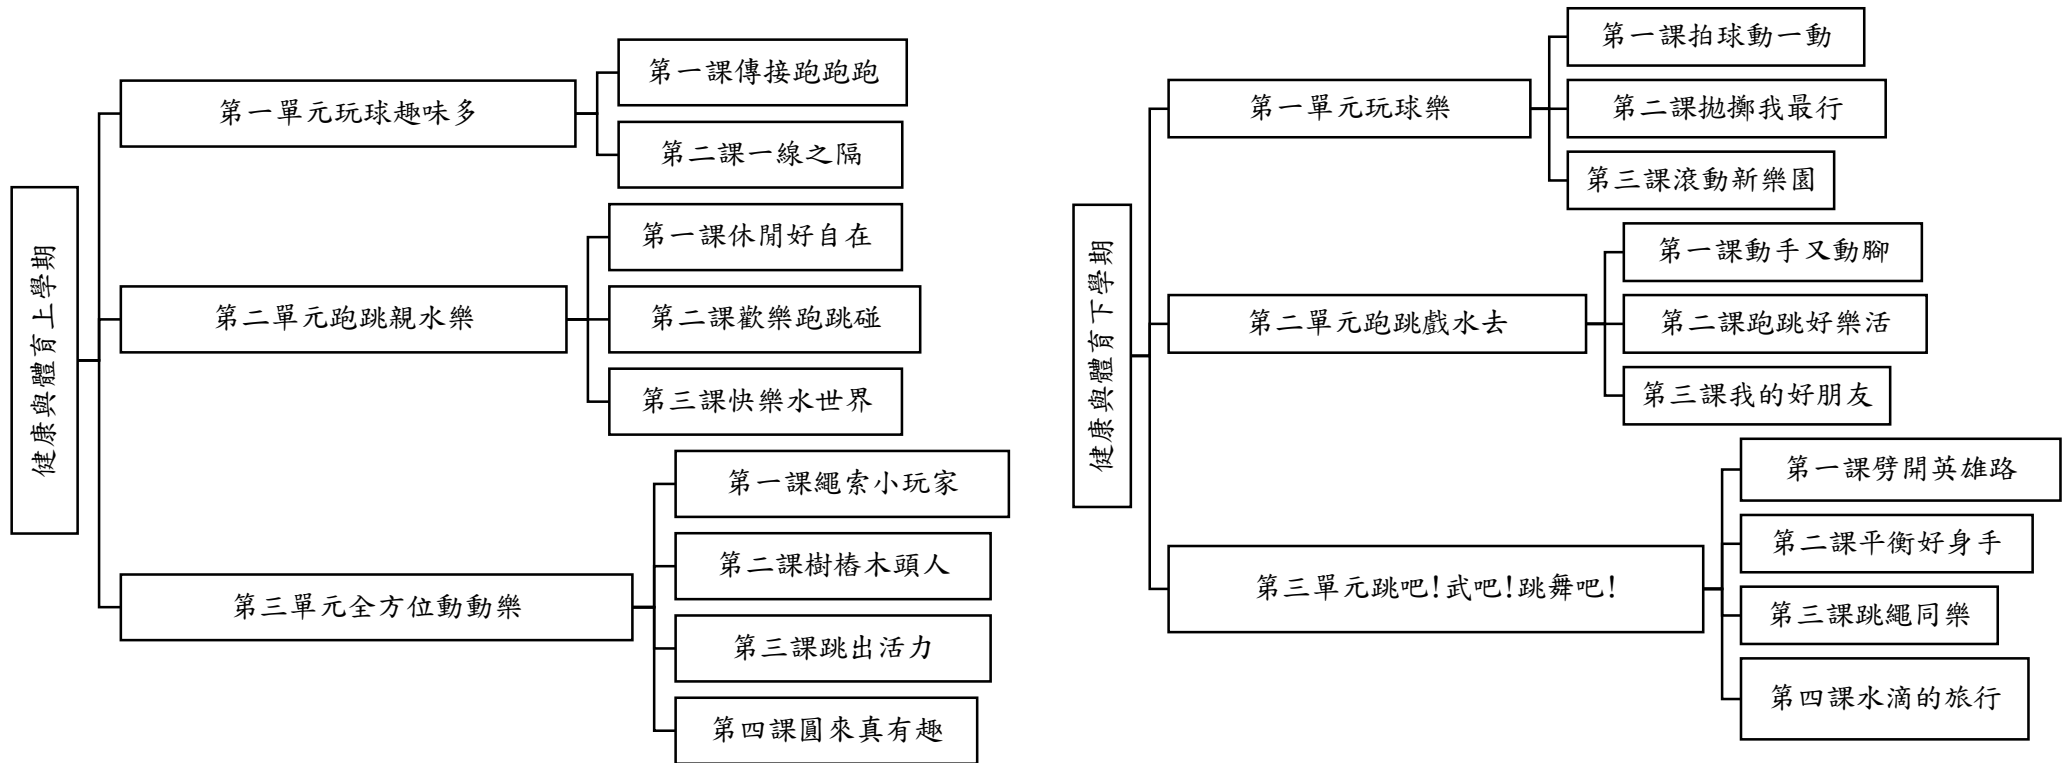 健康與體育上學期
第一單元玩球趣味多
第一課傳接跑跑跑
第二課一線之隔
第二單元跑跳親水樂
第一課休閒好自在
第二課歡樂跑跳碰
第三課快樂水世界
第三單元全方位動動樂
第一課繩索小玩家
第二課樹樁木頭人
第三課跳出活力
第四課圓來真有趣
健康與體育下學期
第一單元玩球樂
第一課拍球動一動
第二課拋擲我最行
第三課滾動新樂園
第二單元跑跳戲水去
第一課動手又動腳
第二課跑跳好樂活
第三課我的好朋友
第三單元跳吧!武吧!跳舞吧!
第一課劈開英雄路
第二課平衡好身手
第三課跳繩同樂
第四課水滴的旅行